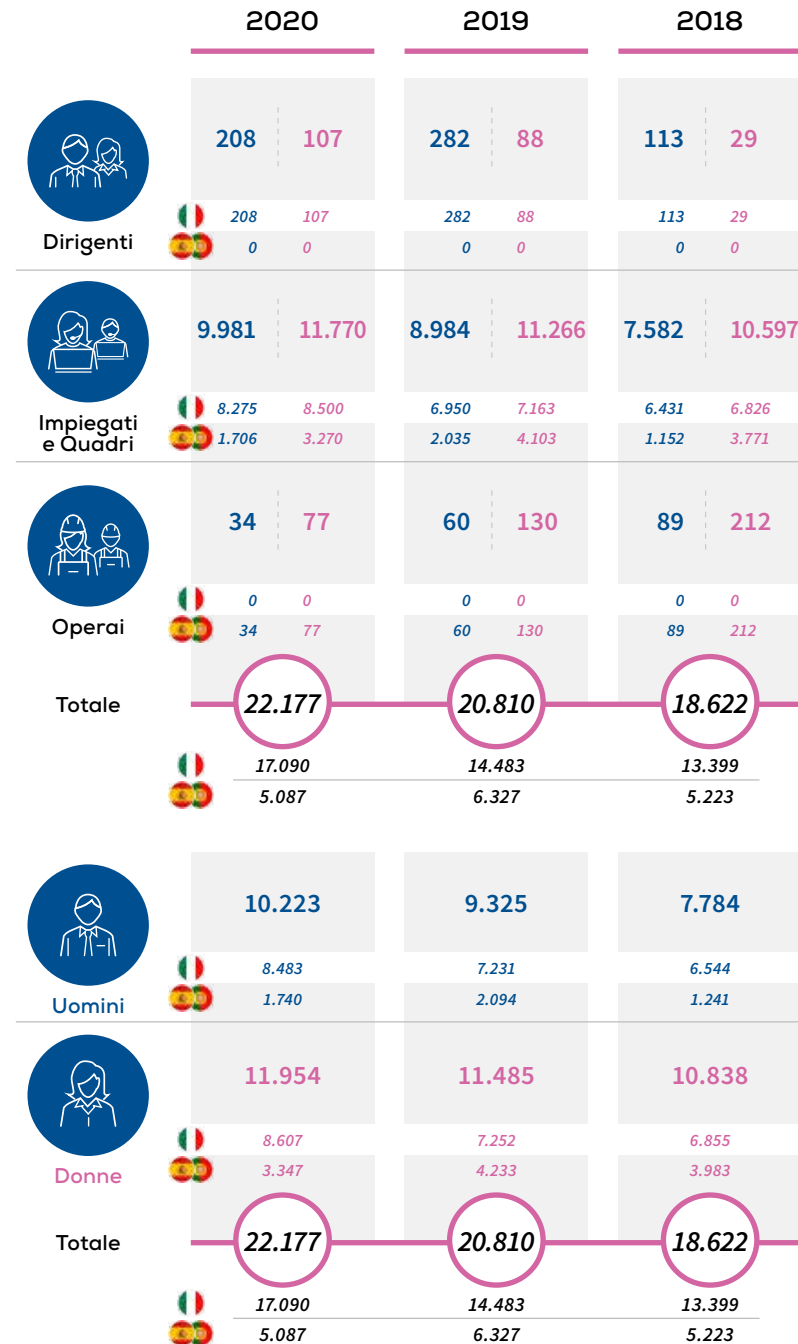 2020 2019 2018
208 107 282 88 113 29
208 107 282 88 113 29
Dirigenti
0 0 0 0 0 0
9.981 11.770 8.984 11.266 7.582 10.597
8.275 8.500 6.950 7.163 6.431 6.826
Impiegati
e Quadri
1.706 3.270 2.035 4.103 1.152 3.771
34 77 60 130 89 212
0 0 0 0 0 0
Operai
34 77 60 130 89 212
Totale 22.177 20.810 18.622
17.090 14.483 13.399
5.087 6.327 5.223
10.223 9.325 7.784
8.483 7.231 6.544
1.740 2.094 1.241
Uomini
11.954 11.485 10.838
8.607 7.252 6.855
3.347 4.233 3.983
Donne
Totale 22.177 20.810 18.622
17.090 14.483 13.399
5.087 6.327 5.223